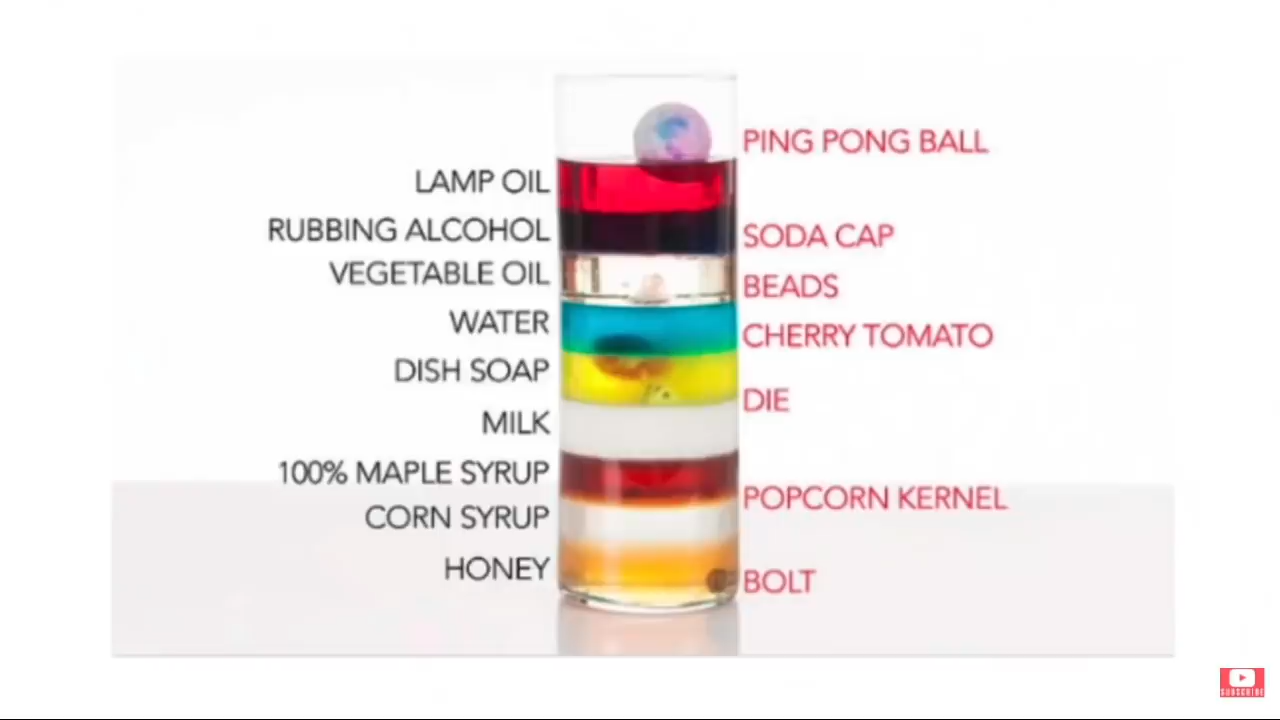 PING PONG BALL
LAMP OIL
RUBBING ALCOHOL
SODA CAP
VEGETABLE OIL
BEADS
WATER
CHERRY TOMATO
DISH SOAP
DIE
MILK
100% MAPLE SYRUP
POPCORN KERNEL
CORN SYRUP
HONEY
BOLT
SUBSCRIBE